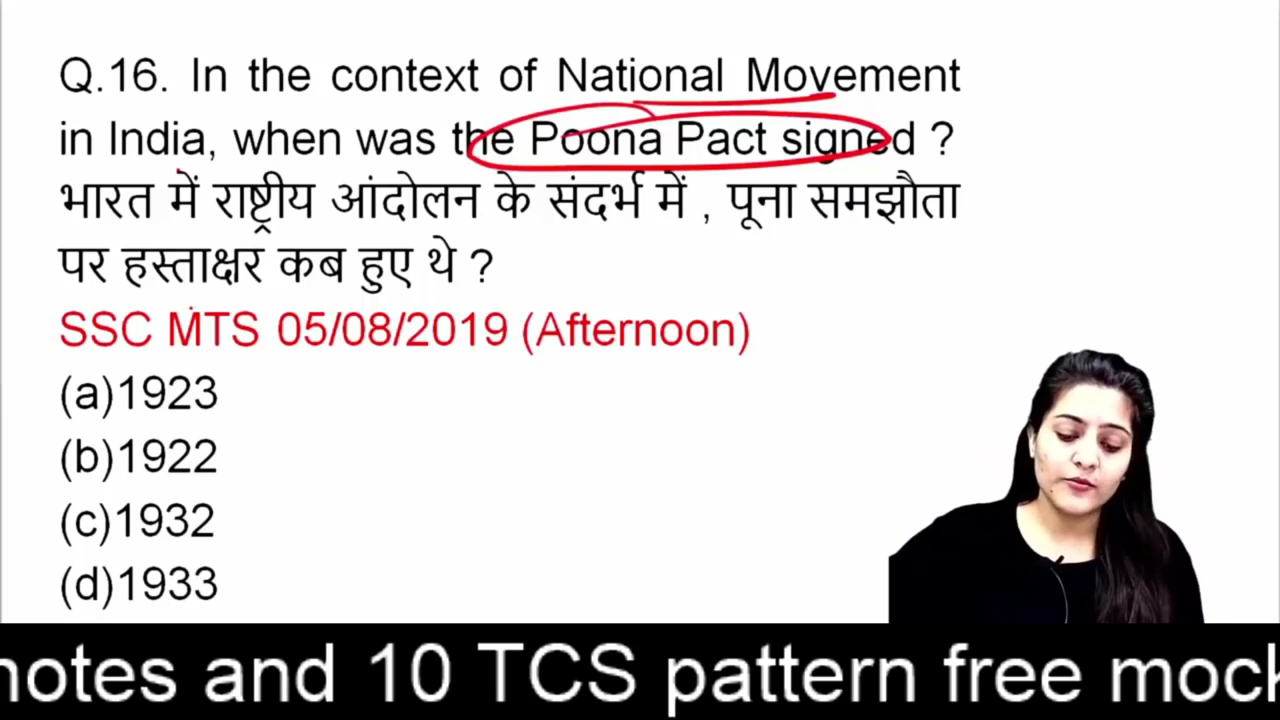 Q.16. In the context of National Movement
in India, when was the Poona Pact signed ?
भारत में राष्ट्रीय आंदोलन के संदर्भ में , पूना समझौता
पर हस्ताक्षर कब हुए थे ?
SSC MTS 05/08/2019 (Afternoon)
(a)1923
(b)1922
(c)1932
(d)1933
notes and 10 TCS pattern free mock